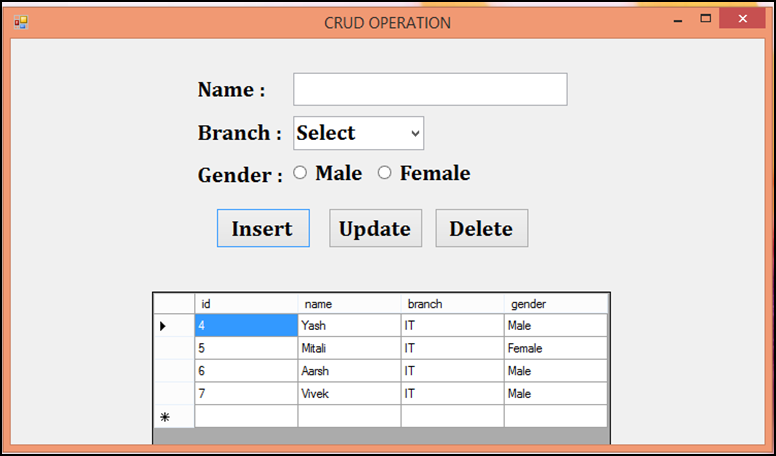 CRUD OPERATION
Name :
Branch : Select
Gender : Male Female
Insert Update Delete
id name branch gender
4 Yash IT Male
5 Mitali IT Female
6 Aarsh IT Male
7 Vivek IT Male